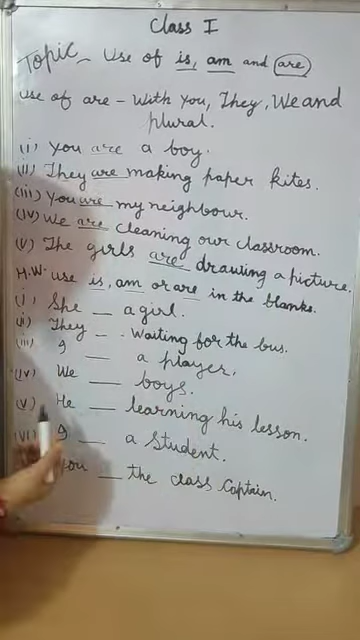 Class I
Topic - Use of is, am and are
Use of are - With You, They, We and
plural.
(i) You are a boy.
(ii) They are making paper kites.
(iii) You are my neighbour.
(iv) We are cleaning our classroom.
(v) The girls are drawing a picture.
H.W. use is, am or are in the blanks.
(i) She __ a girl.
(ii) They __ . Waiting for the bus.
(iii) I __ a player.
(iv) We __ boys.
(v) He __ learning his lesson.
(vi) I __ a Student.
You __ the class Captain.